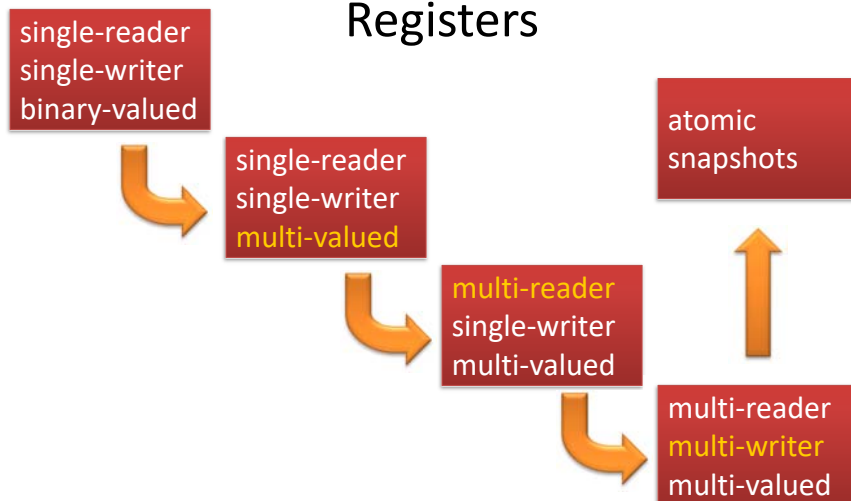 Registers
single-reader
single-writer
binary-valued
single-reader
single-writer
multi-valued
multi-reader
single-writer
multi-valued
multi-reader
multi-writer
multi-valued
atomic
snapshots